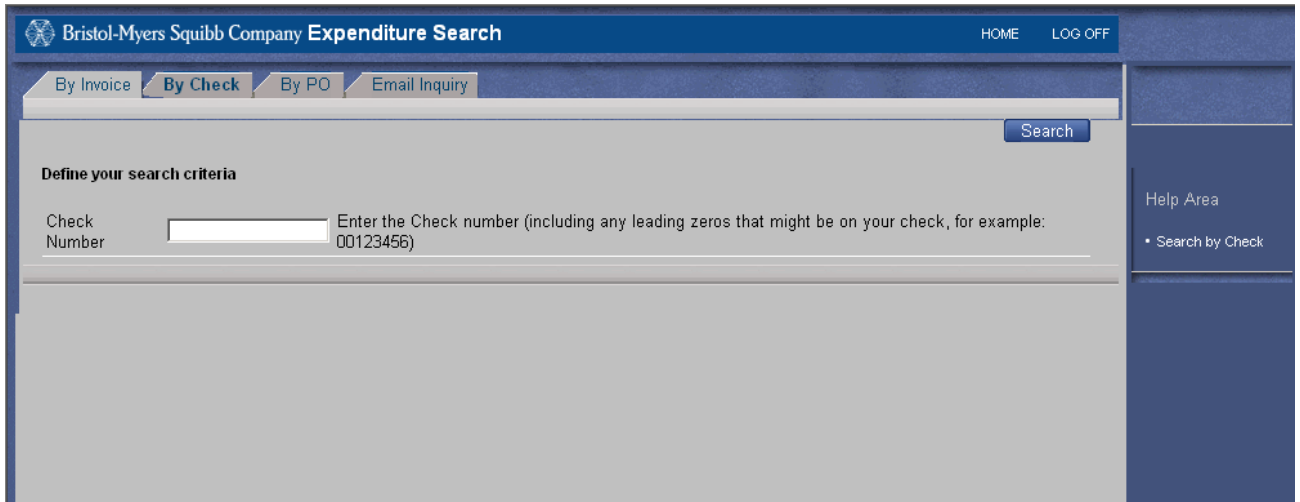 Bristol-Myers Squibb Company Expenditure Search HOME LOG OFF
By Invoice By Check By PO Email Inquiry
Search
Define your search criteria
Check Number Enter the Check number (including any leading zeros that might be on your check, for example: 00123456)
Help Area
• Search by Check